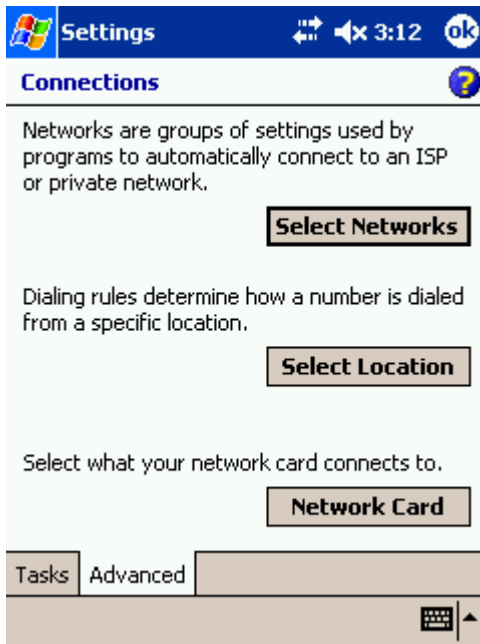 Settings 3:12 ok
Connections ?
Networks are groups of settings used by
programs to automatically connect to an ISP
or private network.
Select Networks
Dialing rules determine how a number is dialed
from a specific location.
Select Location
Select what your network card connects to.
Network Card
Tasks Advanced